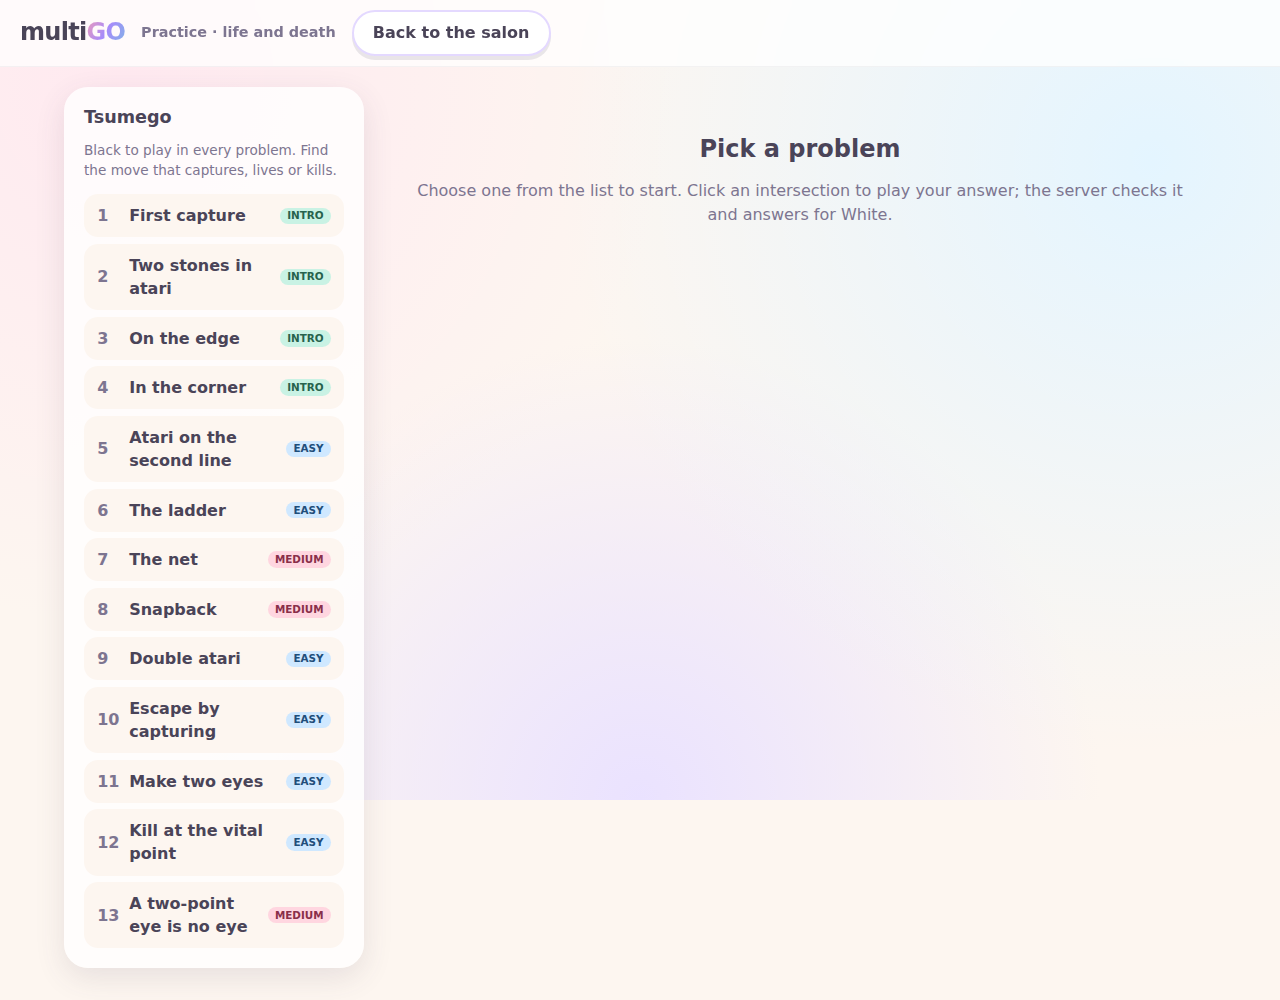 multiGO
Practice · life and death
Back to the salon
Tsumego
Black to play in every problem. Find
the move that captures, lives or kills.
1 First capture INTRO
2 Two stones in
atari INTRO
3 On the edge INTRO
4 In the corner INTRO
5 Atari on the
second line EASY
6 The ladder EASY
7 The net MEDIUM
8 Snapback MEDIUM
9 Double atari EASY
10 Escape by
capturing EASY
11 Make two eyes EASY
12 Kill at the vital
point EASY
13 A two-point
eye is no eye MEDIUM
Pick a problem
Choose one from the list to start. Click an intersection to play your answer; the server checks it
and answers for White.